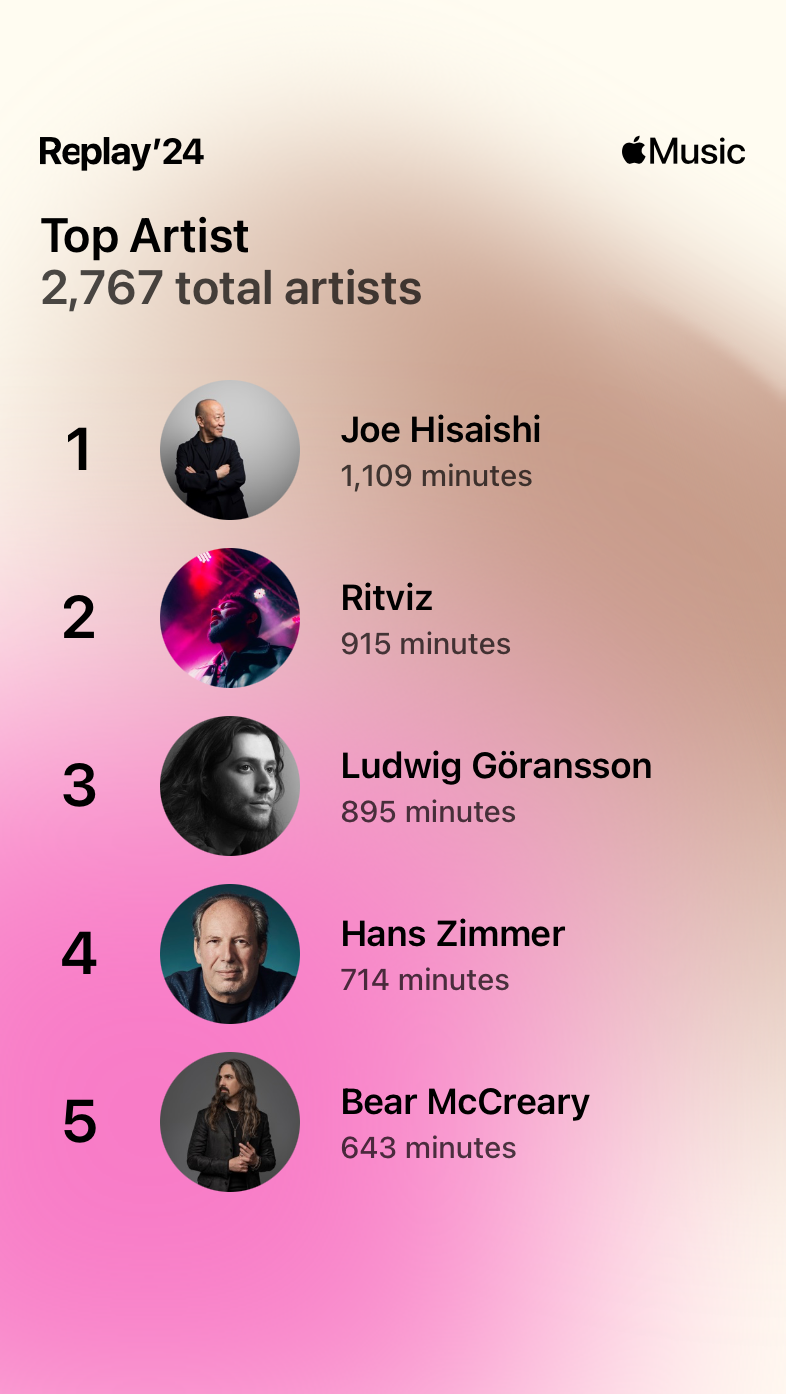 Replay’24
Music
Top Artist
2,767 total artists
1
Joe Hisaishi
1,109 minutes
2
Ritviz
915 minutes
3
Ludwig Göransson
895 minutes
4
Hans Zimmer
714 minutes
5
Bear McCreary
643 minutes